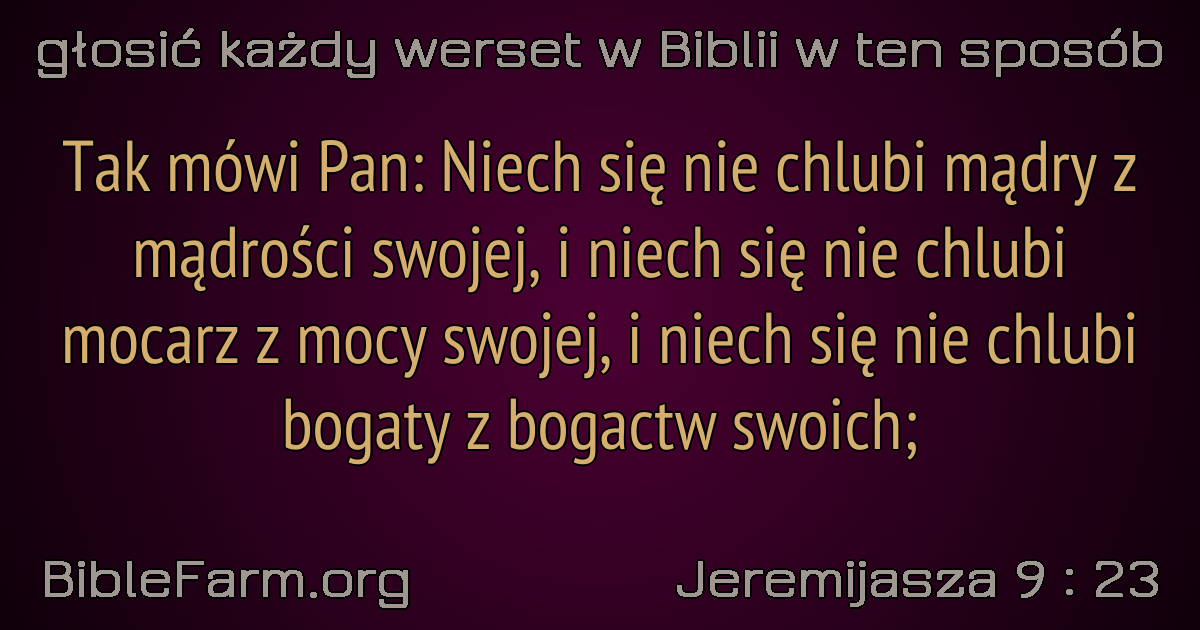 głosić każdy werset w Biblii w ten sposób
Tak mówi Pan: Niech się nie chlubi mądry z
mądrości swojej, i niech się nie chlubi
mocarz z mocy swojej, i niech się nie chlubi
bogaty z bogactw swoich;
BibleFarm.org
Jeremijasza 9 : 23